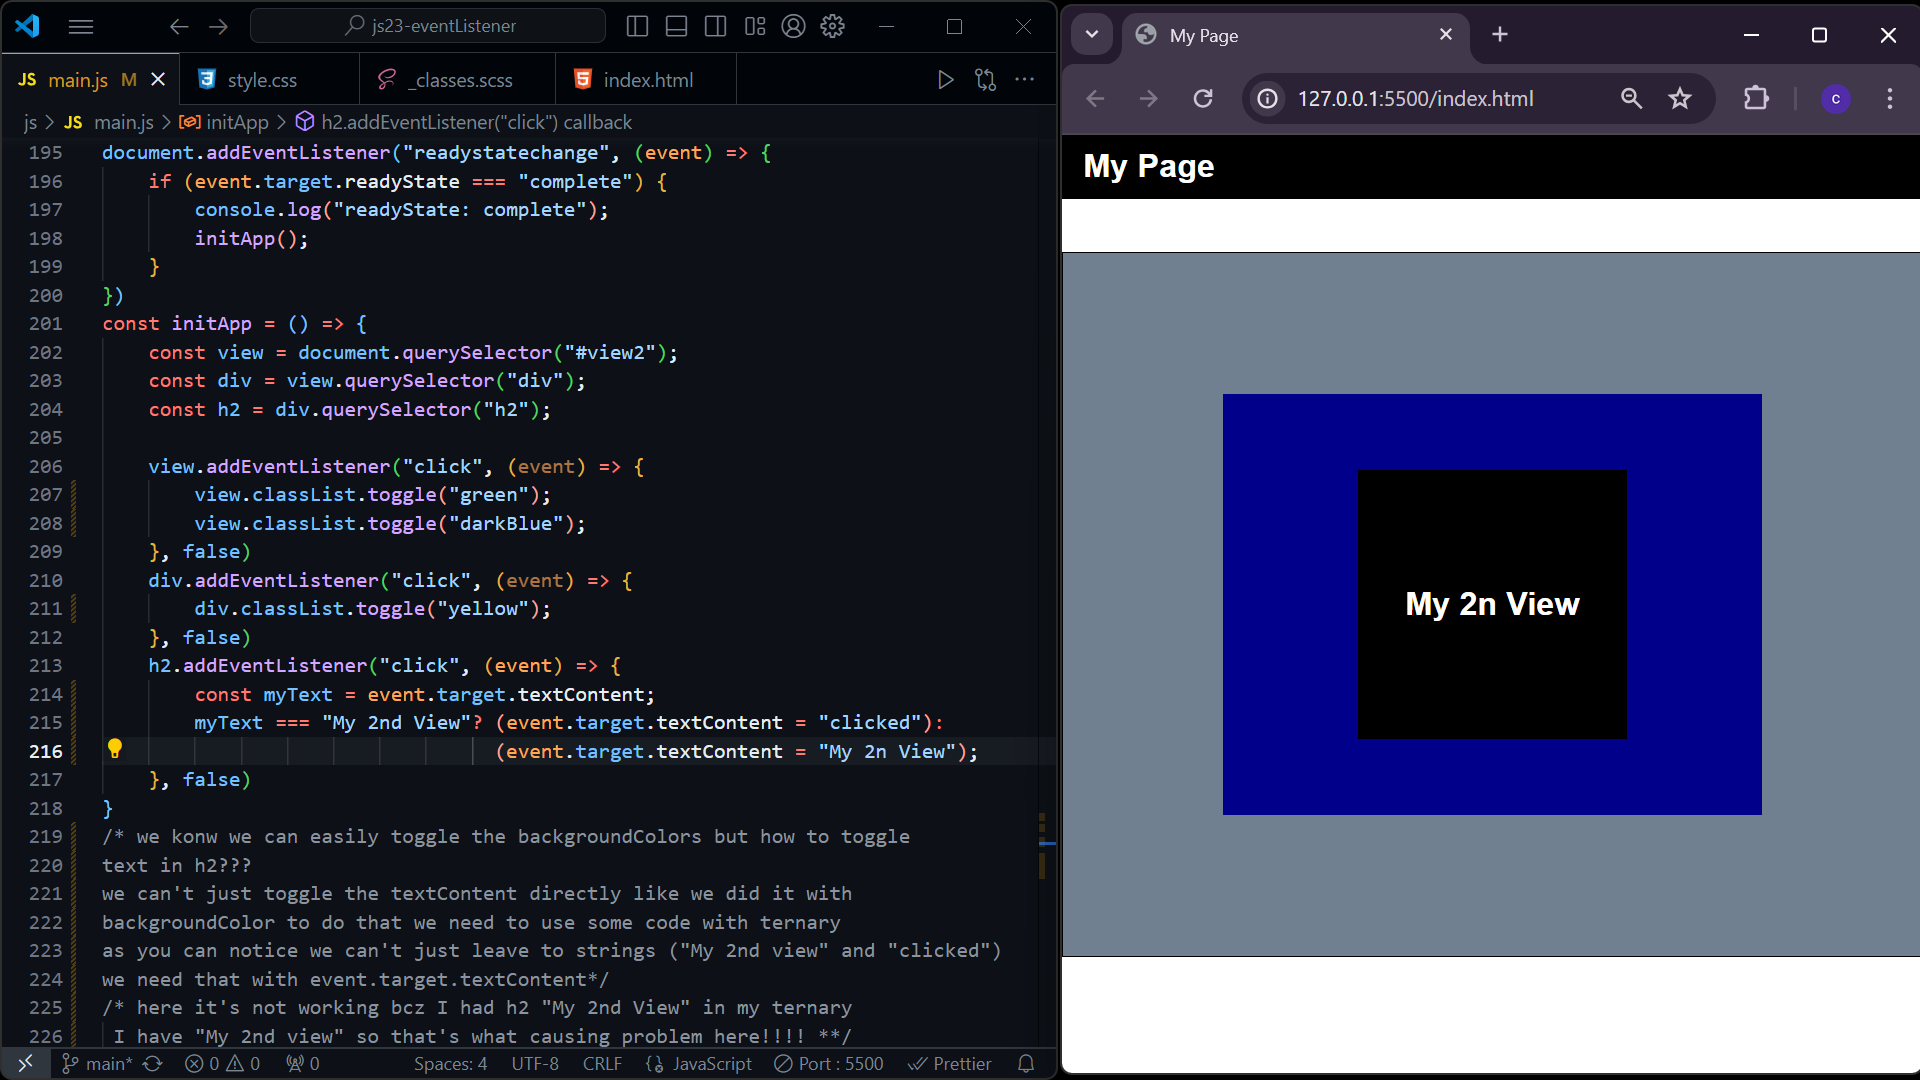 js23-eventListener
JS main.js M
style.css
_classes.scss
index.html
js > JS main.js > initApp > h2.addEventListener("click") callback
195 document.addEventListener("readystatechange", (event) => {
196 if (event.target.readyState === "complete") {
197 console.log("readyState: complete");
198 initApp();
199 }
200 })
201 const initApp = () => {
202 const view = document.querySelector("#view2");
203 const div = view.querySelector("div");
204 const h2 = div.querySelector("h2");
205
206 view.addEventListener("click", (event) => {
207 view.classList.toggle("green");
208 view.classList.toggle("darkBlue");
209 }, false)
210 div.addEventListener("click", (event) => {
211 div.classList.toggle("yellow");
212 }, false)
213 h2.addEventListener("click", (event) => {
214 const myText = event.target.textContent;
215 myText === "My 2nd View"? (event.target.textContent = "clicked"):
216 (event.target.textContent = "My 2n View");
217 }, false)
218 }
219 /* we konw we can easily toggle the backgroundColors but how to toggle
220 text in h2???
221 we can't just toggle the textContent directly like we did it with
222 backgroundColor to do that we need to use some code with ternary
223 as you can notice we can't just leave to strings ("My 2nd view" and "clicked")
224 we need that with event.target.textContent*/
225 /* here it's not working bcz I had h2 "My 2nd View" in my ternary
226 I have "My 2nd view" so that's what causing problem here!!!! **/
main* 0 0 0 Spaces: 4 UTF-8 CRLF JavaScript Port : 5500 Prettier
My Page
127.0.0.1:5500/index.html
c
My Page
My 2n View